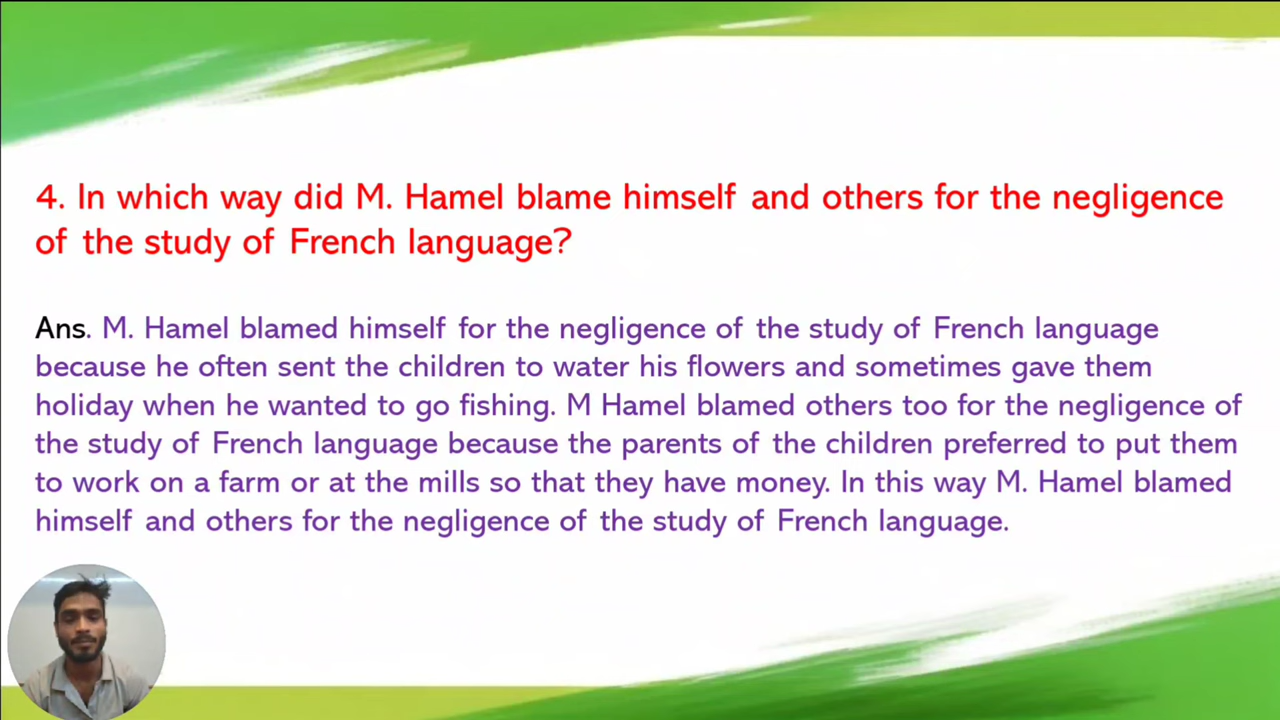 4. In which way did M. Hamel blame himself and others for the negligence
of the study of French language?
Ans. M. Hamel blamed himself for the negligence of the study of French language
because he often sent the children to water his flowers and sometimes gave them
holiday when he wanted to go fishing. M Hamel blamed others too for the negligence of
the study of French language because the parents of the children preferred to put them
to work on a farm or at the mills so that they have money. In this way M. Hamel blamed
himself and others for the negligence of the study of French language.